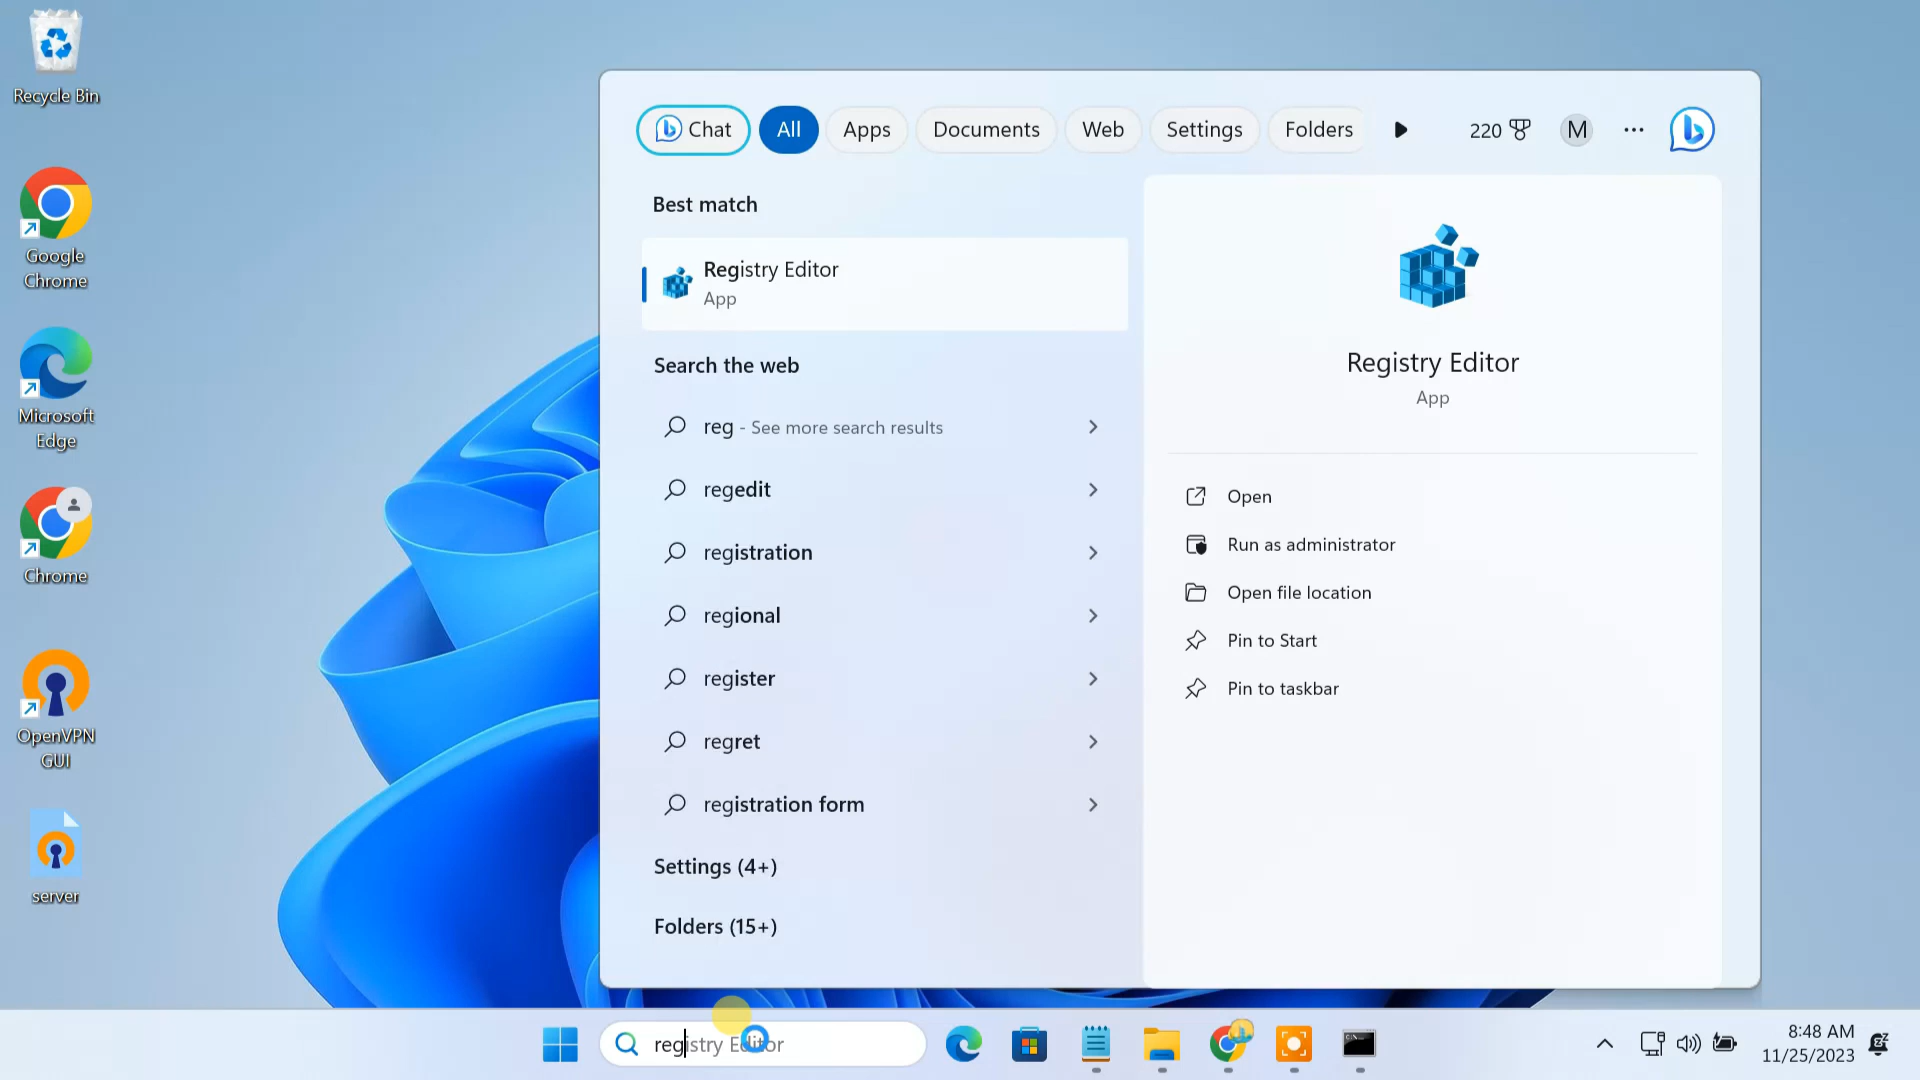 Recycle Bin
Google
Chrome
Microsoft
Edge
Chrome
OpenVPN
GUI
server
Chat
All
Apps
Documents
Web
Settings
Folders
220
M
Best match
Registry Editor
App
Search the web
reg - See more search results
regedit
registration
regional
register
regret
registration form
Settings (4+)
Folders (15+)
Registry Editor
App
Open
Run as administrator
Open file location
Pin to Start
Pin to taskbar
registry Editor
8:48 AM
11/25/2023